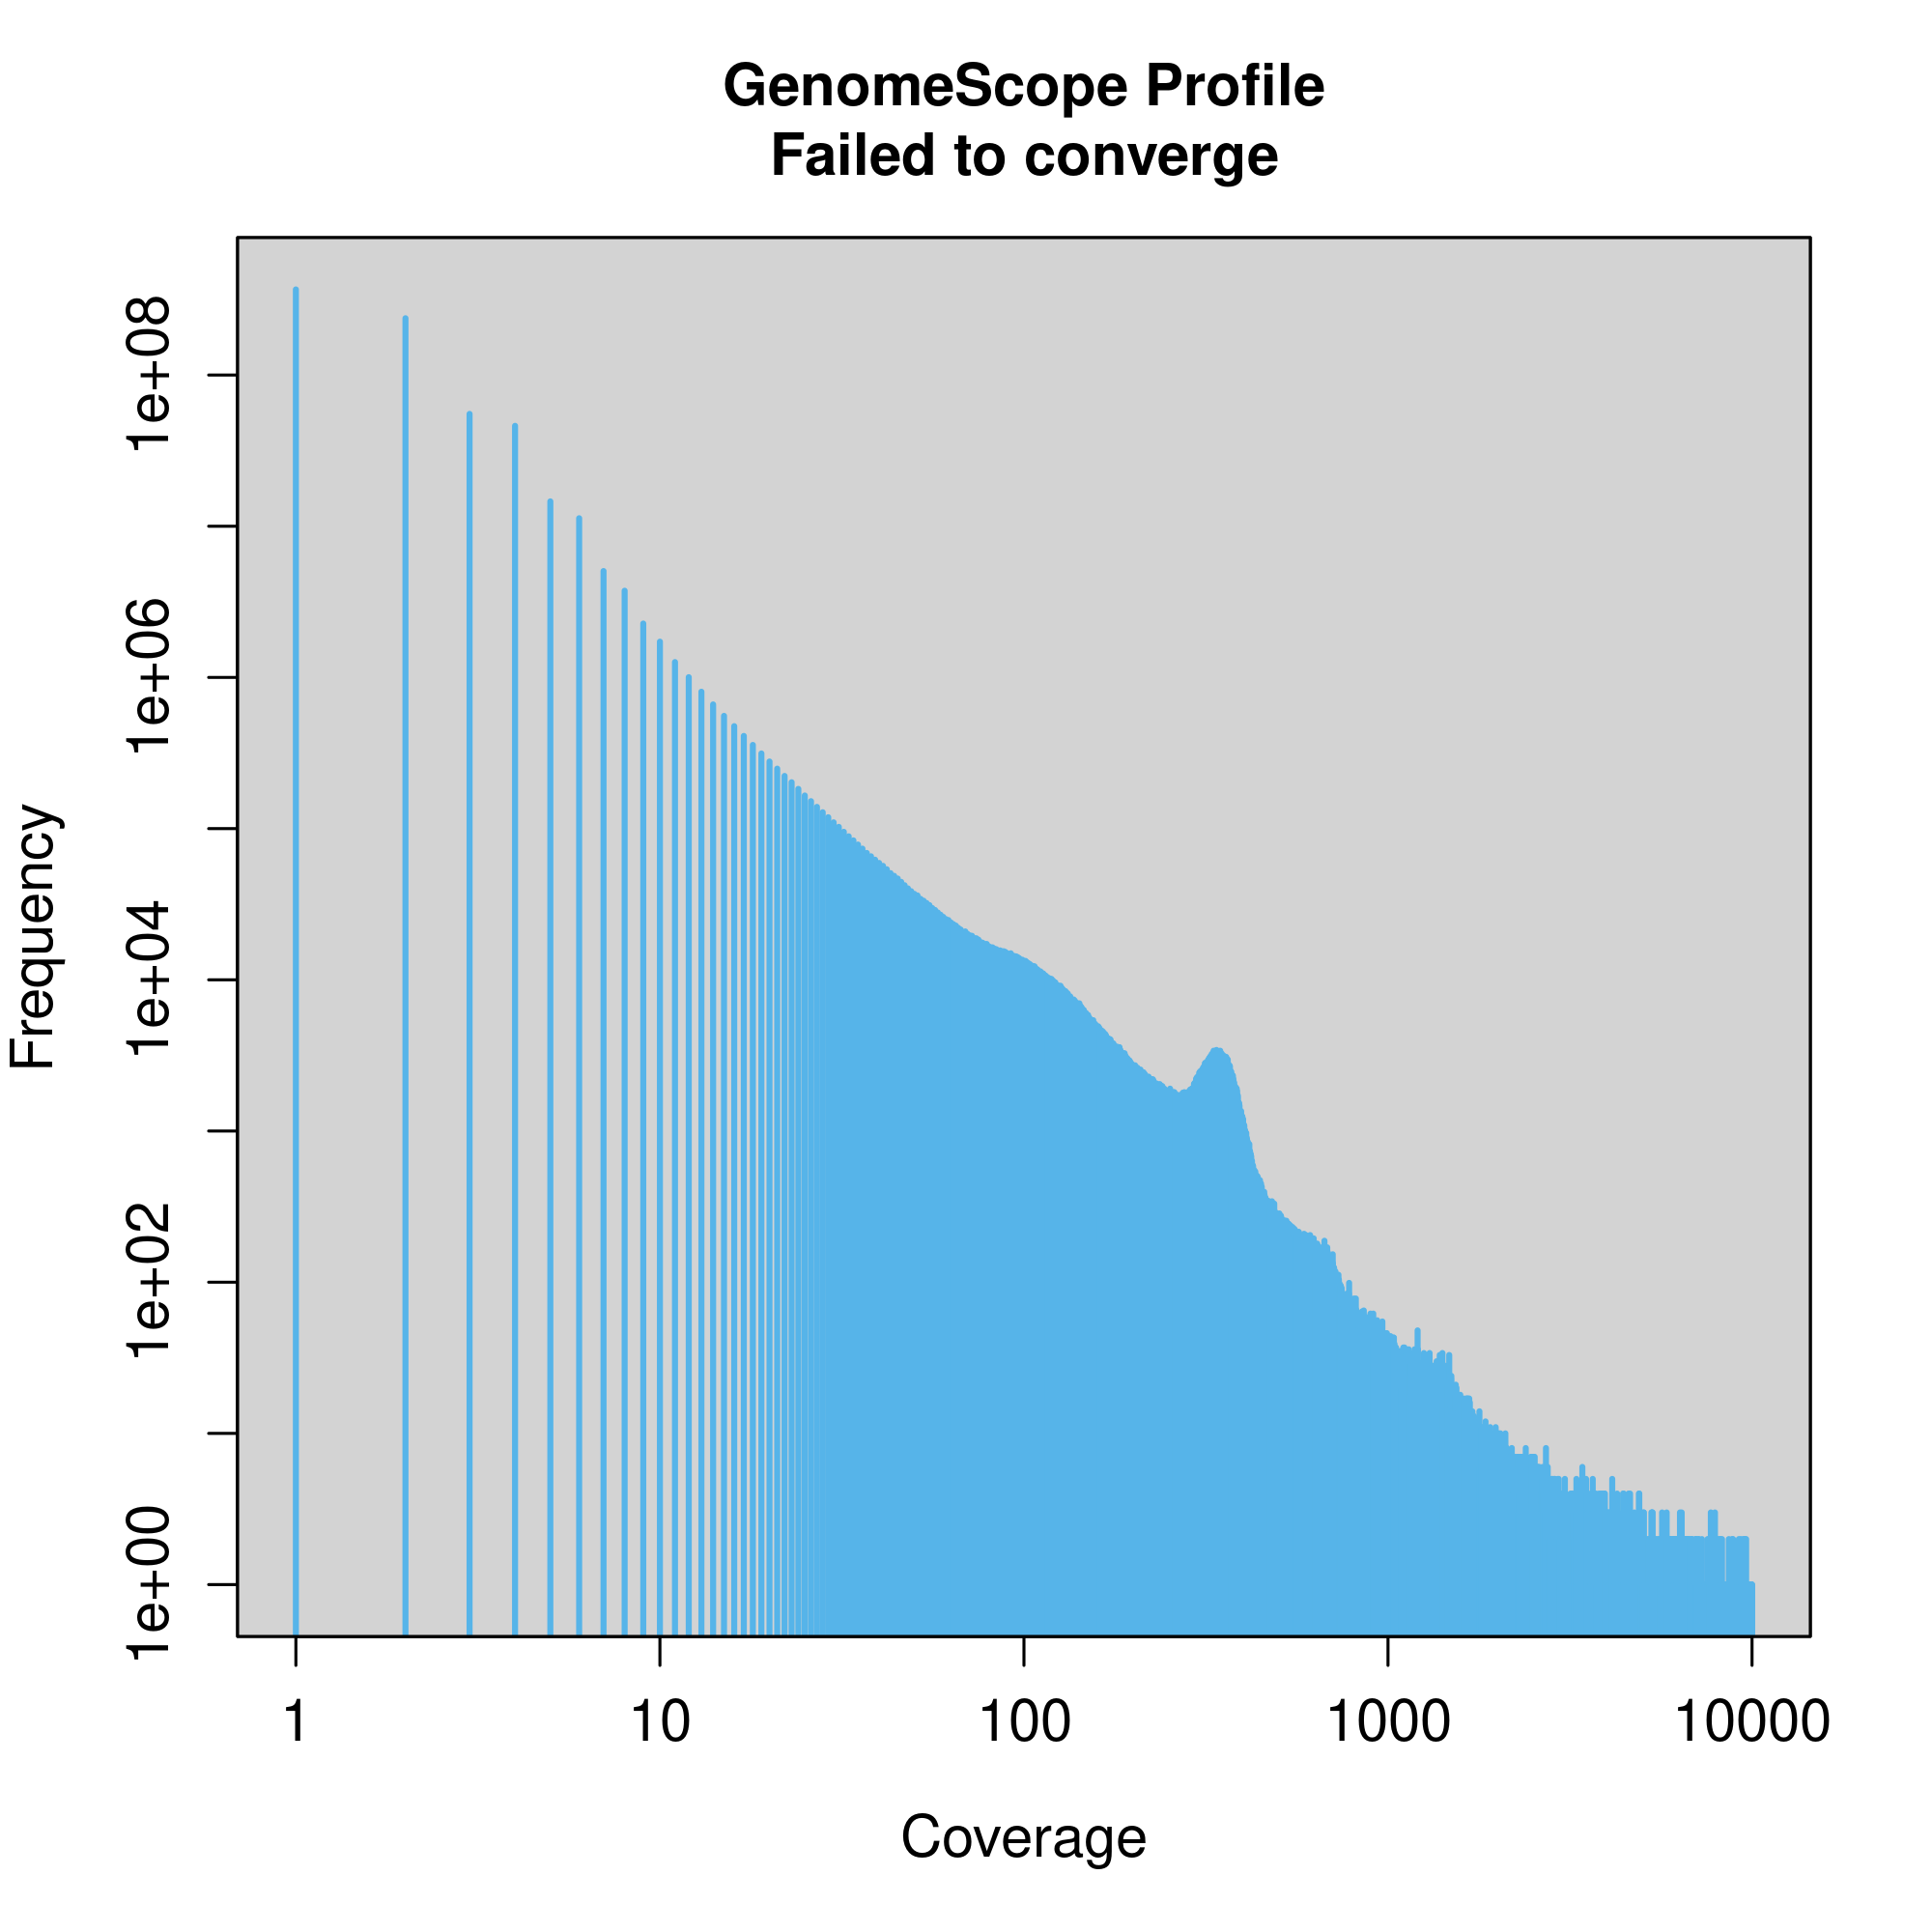 GenomeScope Profile
Failed to converge
Frequency
1e+08
1e+06
1e+04
1e+02
1e+00
1
10
100
1000
10000
Coverage